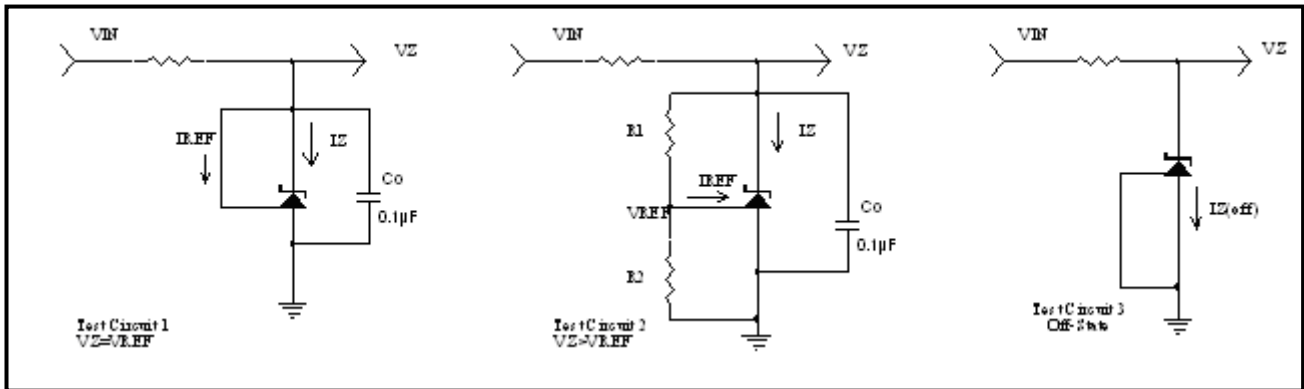 VIN
VZ
IREF
IZ
Co
0.1µF
Test Circuit 1
VZ=VREF
VIN
VZ
R1
IZ
IREF
VREF
Co
0.1µF
R2
Test Circuit 2
VZ>VREF
VIN
VZ
IZ(off)
Test Circuit 3
Off-State